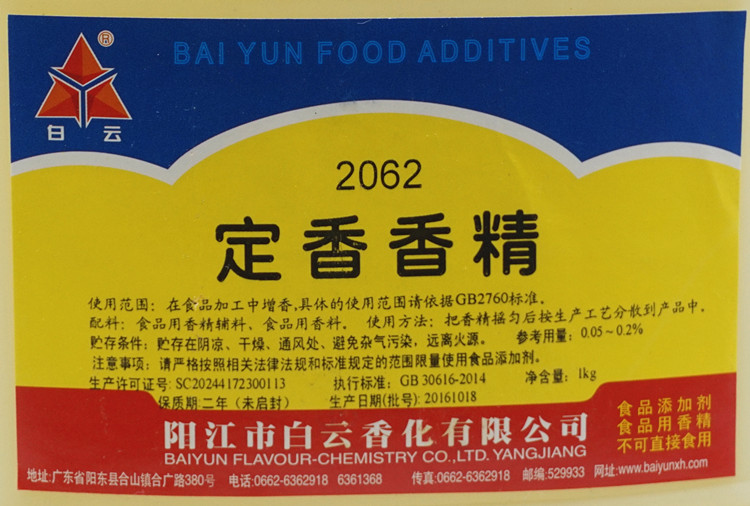 R
BAI YUN FOOD ADDITIVES
白云
2062
定香香精
使用范围：在食品加工中增香,具体的使用范围请依据GB2760标准。
配料：食品用香精辅料、食品用香料。 使用方法：把香精摇匀后按生产工艺分散到产品中。
贮存条件：贮存在阴凉、干燥、通风处、避免杂气污染，远离火源。 参考用量：0.05~0.2%
注意事项：请严格按照相关法律法规和标准规定的范围限量使用食品添加剂。
生产许可证号：SC20244172300113 执行标准：GB 30616-2014 净含量：1kg
保质期:二年（未启封） 生产日期(批号)：20161018
阳江市白云香化有限公司
BAIYUN FLAVOUR-CHEMISTRY CO.,LTD. YANGJIANG
食品添加剂
食品用香精
不可直接食用
地址:广东省阳东县合山镇合广路380号 电话:0662-6362918 6361368 传真:0662-6362918 邮编:529933 网址:www.baiyunxh.com